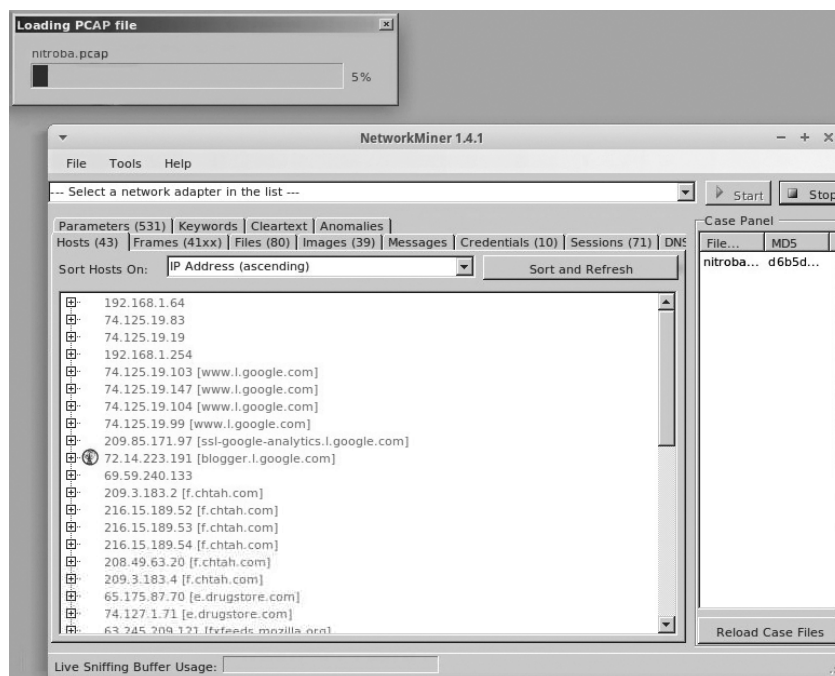 Loading PCAP file
nitroba.pcap
5%
NetworkMiner 1.4.1
File Tools Help
--- Select a network adapter in the list ---
Start
Stop
Parameters (531) Keywords Cleartext Anomalies
Hosts (43) Frames (41xx) Files (80) Images (39) Messages Credentials (10) Sessions (71) DNS
Sort Hosts On: IP Address (ascending) Sort and Refresh
192.168.1.64
74.125.19.83
74.125.19.19
192.168.1.254
74.125.19.103 [www.l.google.com]
74.125.19.147 [www.l.google.com]
74.125.19.104 [www.l.google.com]
74.125.19.99 [www.l.google.com]
209.85.171.97 [ssl-google-analytics.l.google.com]
72.14.223.191 [blogger.l.google.com]
69.59.240.133
209.3.183.2 [f.chtah.com]
216.15.189.52 [f.chtah.com]
216.15.189.53 [f.chtah.com]
216.15.189.54 [f.chtah.com]
208.49.63.20 [f.chtah.com]
209.3.183.4 [f.chtah.com]
65.175.87.70 [e.drugstore.com]
74.127.1.71 [e.drugstore.com]
63.245.209.121 [fxfeeds.mozilla.org]
Case Panel
File... MD5
nitroba... d6b5d...
Reload Case Files
Live Sniffing Buffer Usage: